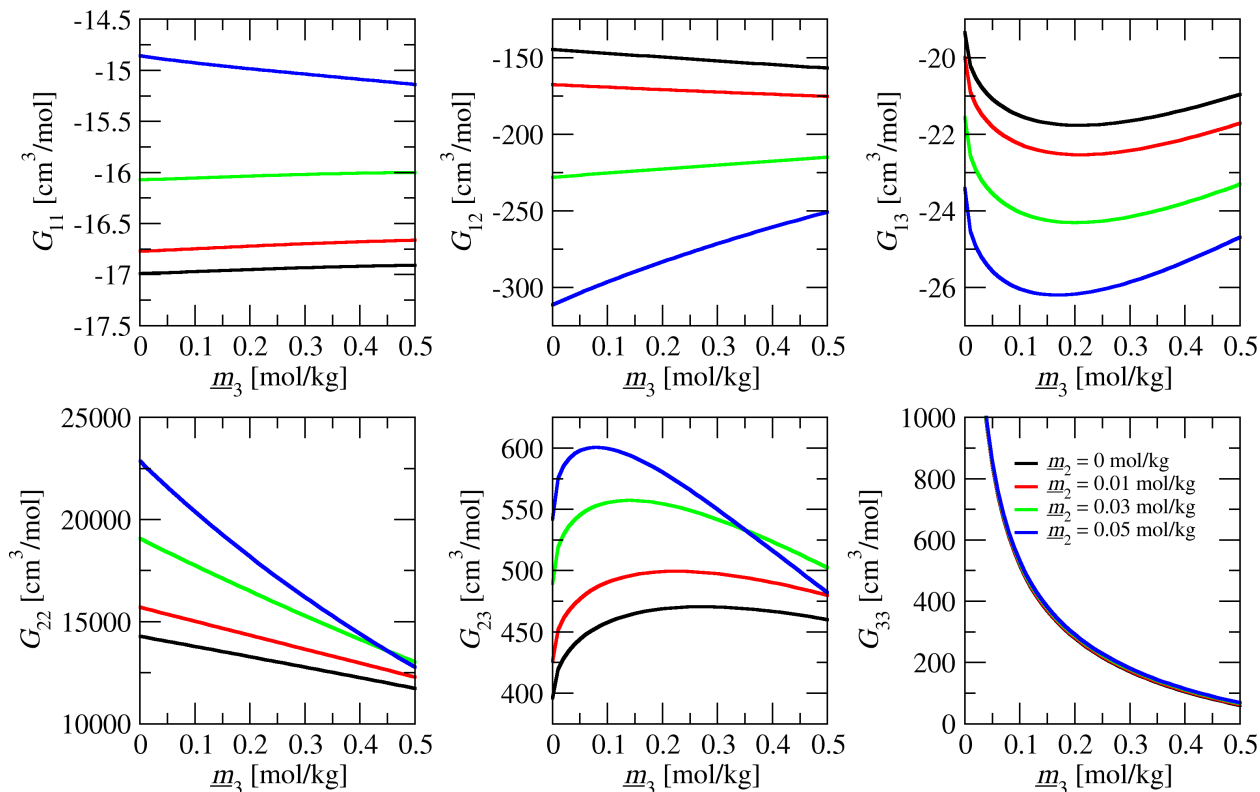 G₁₁ [cm³/mol]
-14.5
-15
-15.5
-16
-16.5
-17
-17.5
0 0.1 0.2 0.3 0.4 0.5
m₃ [mol/kg]
G₁₂ [cm³/mol]
-150
-200
-250
-300
0 0.1 0.2 0.3 0.4 0.5
m₃ [mol/kg]
G₁₃ [cm³/mol]
-20
-22
-24
-26
0 0.1 0.2 0.3 0.4 0.5
m₃ [mol/kg]
G₂₂ [cm³/mol]
25000
20000
15000
10000
0 0.1 0.2 0.3 0.4 0.5
m₃ [mol/kg]
G₂₃ [cm³/mol]
600
550
500
450
400
0 0.1 0.2 0.3 0.4 0.5
m₃ [mol/kg]
G₃₃ [cm³/mol]
1000
800
600
400
200
0
m₂ = 0 mol/kg
m₂ = 0.01 mol/kg
m₂ = 0.03 mol/kg
m₂ = 0.05 mol/kg
0 0.1 0.2 0.3 0.4 0.5
m₃ [mol/kg]